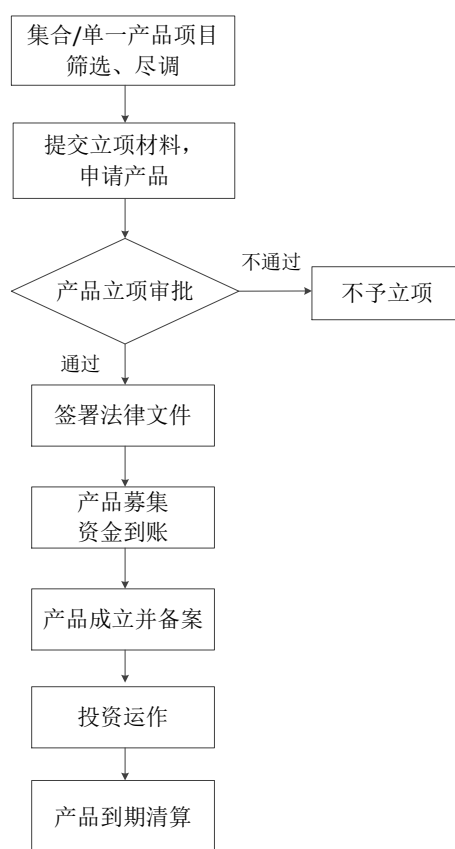 集合/单一产品项目
筛选、尽调
提交立项材料，
申请产品
产品立项审批
不通过
不予立项
通过
签署法律文件
产品募集
资金到账
产品成立并备案
投资运作
产品到期清算